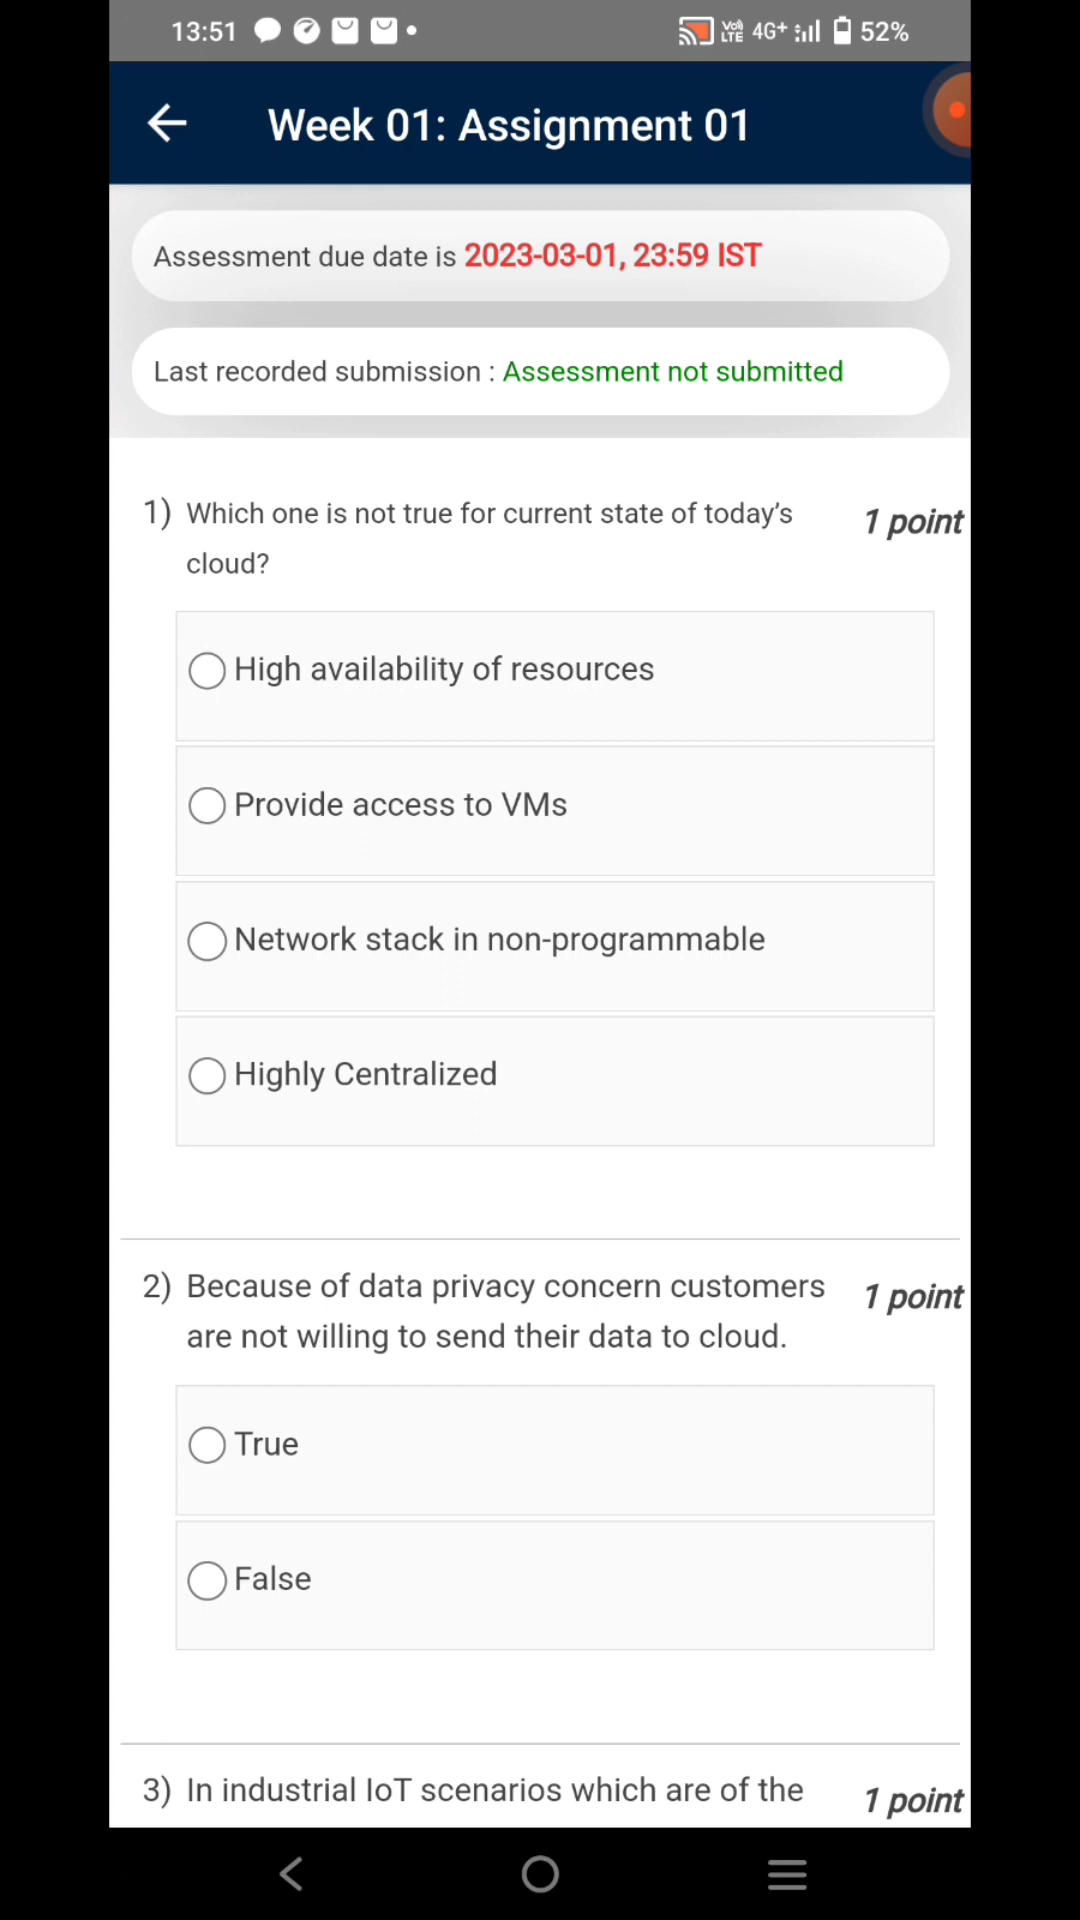 13:51 Vo) LTE 4G+ 52%
Week 01: Assignment 01
Assessment due date is 2023-03-01, 23:59 IST
Last recorded submission : Assessment not submitted
1) Which one is not true for current state of today's 1 point
cloud?
High availability of resources
Provide access to VMs
Network stack in non-programmable
Highly Centralized
2) Because of data privacy concern customers 1 point
are not willing to send their data to cloud.
True
False
3) In industrial IoT scenarios which are of the 1 point